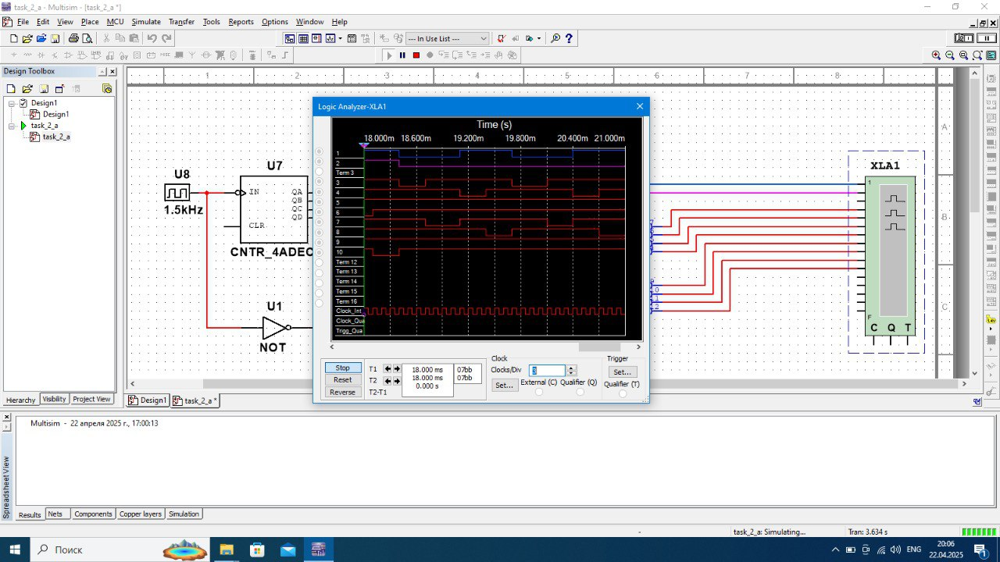 task_2_a - Multisim - [task_2_a *]
File Edit View Place MCU Simulate Transfer Tools Reports Options Window Help
--- In Use List ---
Design Toolbox
Design1
Design1
task_2_a
task_2_a
Hierarchy Visibility Project View
1 2 3 4 5 6 7 8
A
B
C
U8
1.5kHz
U7
IN
QA
QB
QC
QD
CLR
CNTR_4ADEC
U1
NOT
Logic Analyzer-XLA1
Time (s)
18.000m 18.600m 19.200m 19.800m 20.400m 21.000m
1
2
Term 3
3
4
5
6
7
8
9
10
Term 12
Term 13
Term 14
Term 15
Term 16
Clock_Int
Clock_Qua
Trigg_Qua
Stop
Reset
Reverse
T1
T2
T2-T1
18.000 ms
18.000 ms
0.000 s
07bb
07bb
Clock
Clocks/Div
3
Set...
External (C) Qualifier (Q)
Trigger
Set...
Qualifier (T)
XLA1
1
F
C Q T
Design1 task_2_a *
Multisim - 22 апреля 2025 г., 17:00:13
Spreadsheet View
Results Nets Components Copper layers Simulation
-
task_2_a: Simulating...
Tran: 3.634 s
Поиск
ENG
20:06
22.04.2025